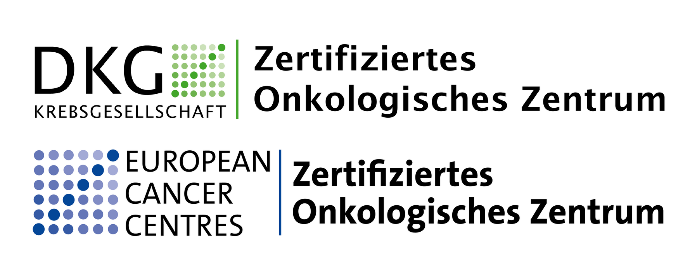 DKG
KREBSGESELLSCHAFT
Zertifiziertes
Onkologisches Zentrum
EUROPEAN
CANCER
CENTRES
Zertifiziertes
Onkologisches Zentrum